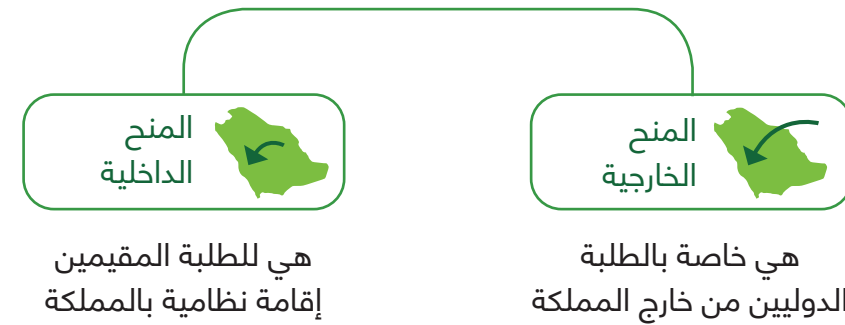 المنح
الخارجية
هي خاصة بالطلبة
الدوليين من خارج المملكة
المنح
الداخلية
هي للطلبة المقيمين
إقامة نظامية بالمملكة